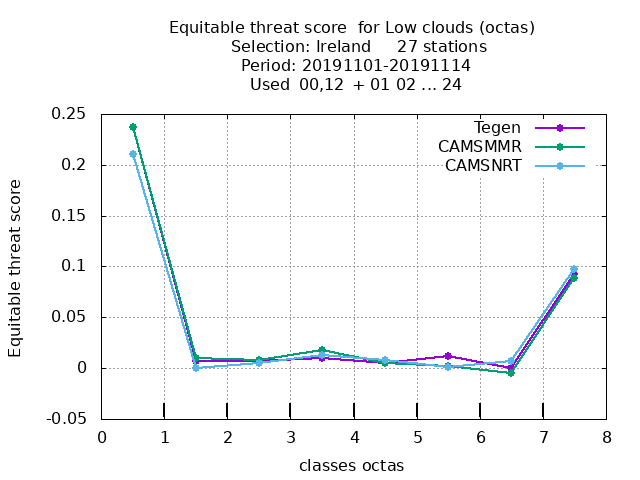 Equitable threat score  for Low clouds (octas)
Selection: Ireland     27 stations
Period: 20191101-20191114
Used  00,12  + 01 02 ... 24
Tegen
CAMSMMR
CAMSNRT
0.25
0.2
0.15
0.1
0.05
0
-0.05
Equitable threat score
0 1 2 3 4 5 6 7 8
classes octas